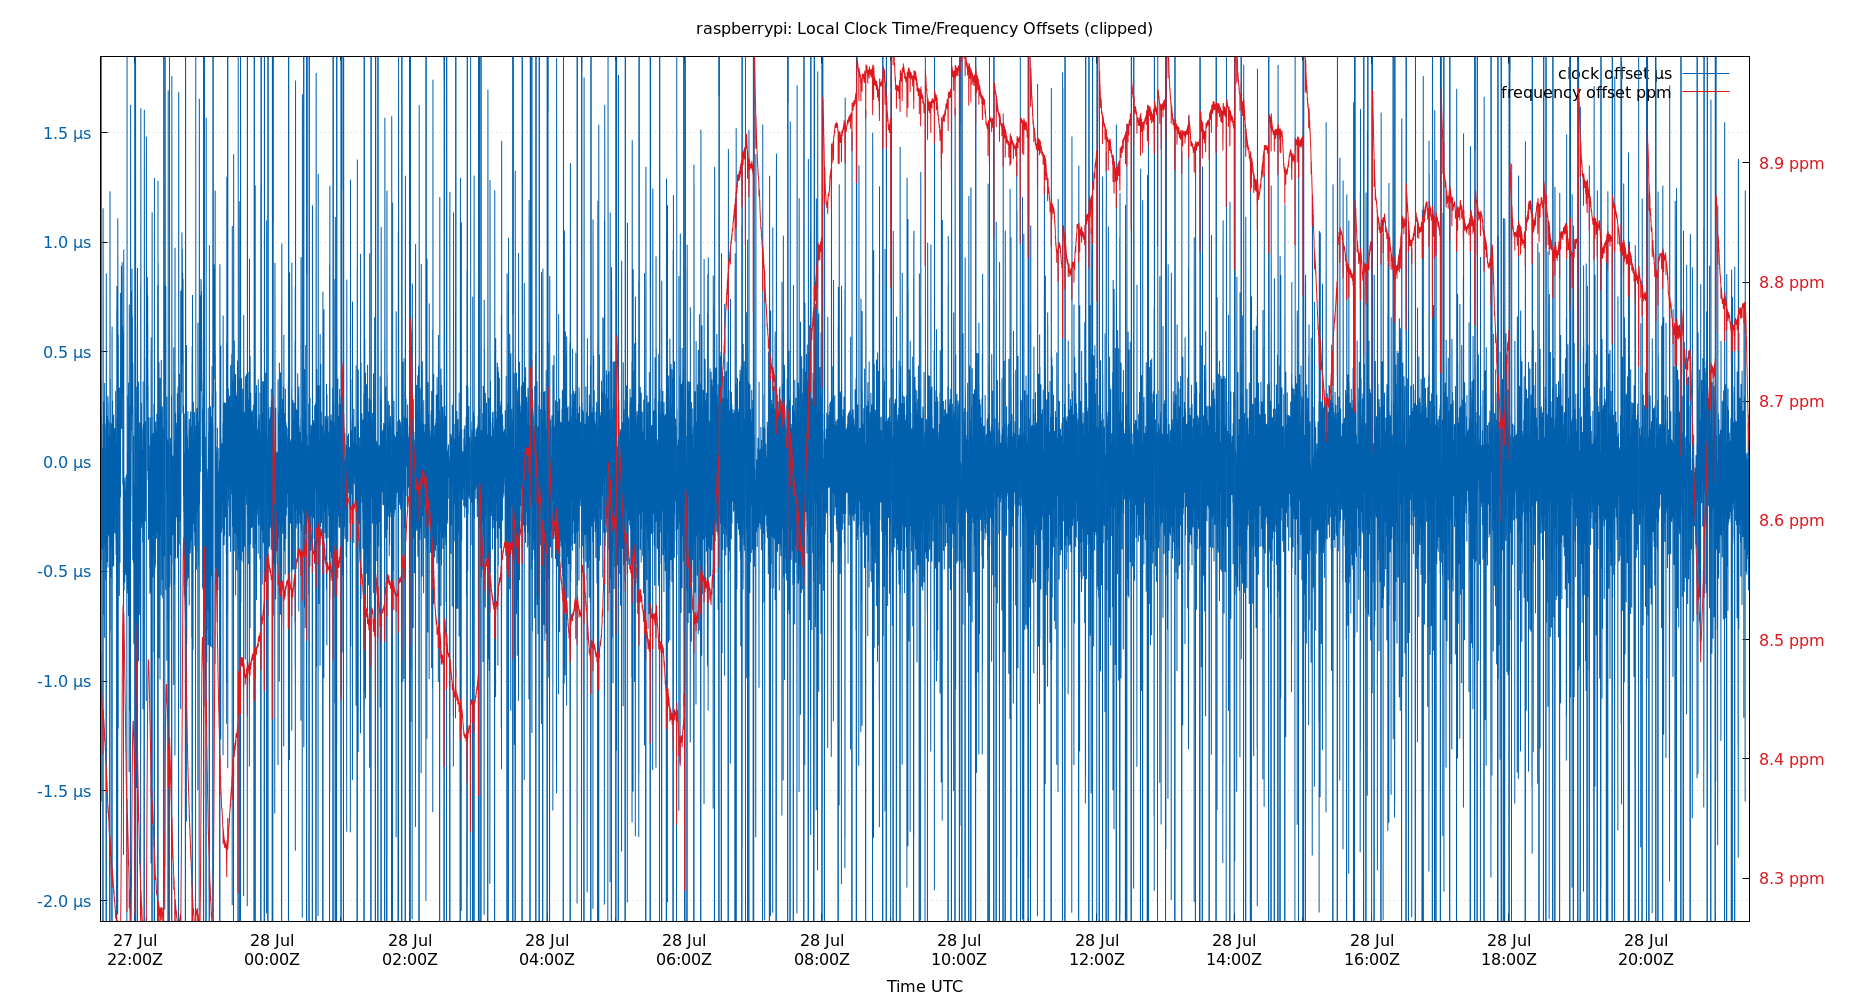 raspberrypi: Local Clock Time/Frequency Offsets (clipped)
clock offset µs
frequency offset ppm
1.5 µs
1.0 µs
0.5 µs
0.0 µs
-0.5 µs
-1.0 µs
-1.5 µs
-2.0 µs
8.9 ppm
8.8 ppm
8.7 ppm
8.6 ppm
8.5 ppm
8.4 ppm
8.3 ppm
27 Jul 28 Jul 28 Jul 28 Jul 28 Jul 28 Jul 28 Jul 28 Jul 28 Jul 28 Jul 28 Jul 28 Jul
22:00Z 00:00Z 02:00Z 04:00Z 06:00Z 08:00Z 10:00Z 12:00Z 14:00Z 16:00Z 18:00Z 20:00Z
Time UTC